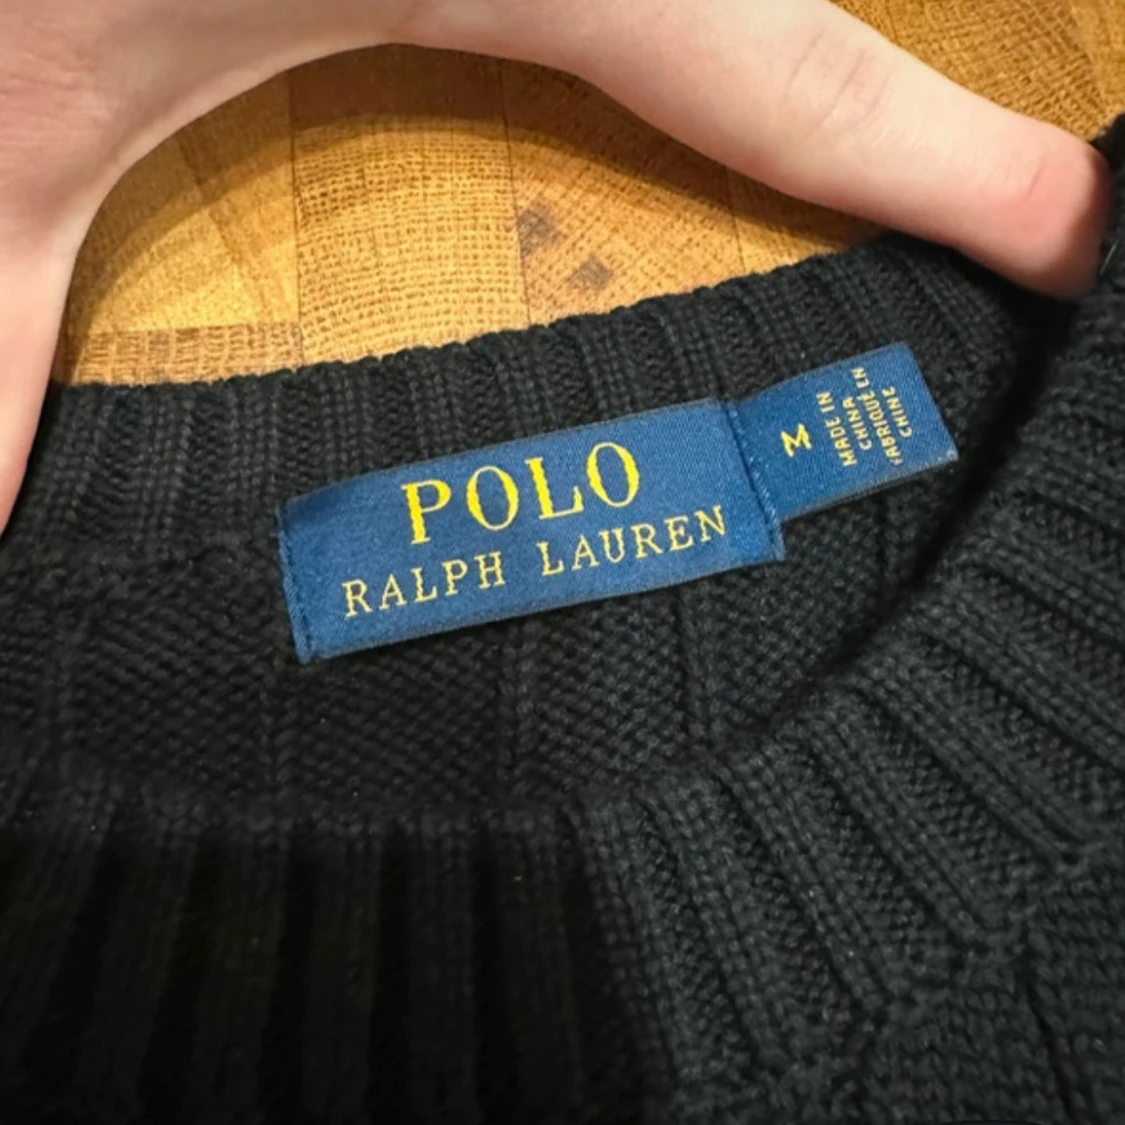 POLO
RALPH LAUREN
M
MADE IN
CHINA
FABRIQUÉ EN
CHINE